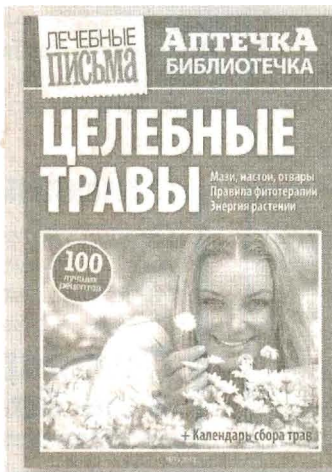 ЛЕЧЕБНЫЕ
ПИСЬМА
АПТЕЧКА
БИБЛИОТЕЧКА
ЦЕЛЕБНЫЕ
ТРАВЫ
Мази, настои, отвары
Правила фитотерапии
Энергия растений
100
лучших
рецептов
+ Календарь сбора трав